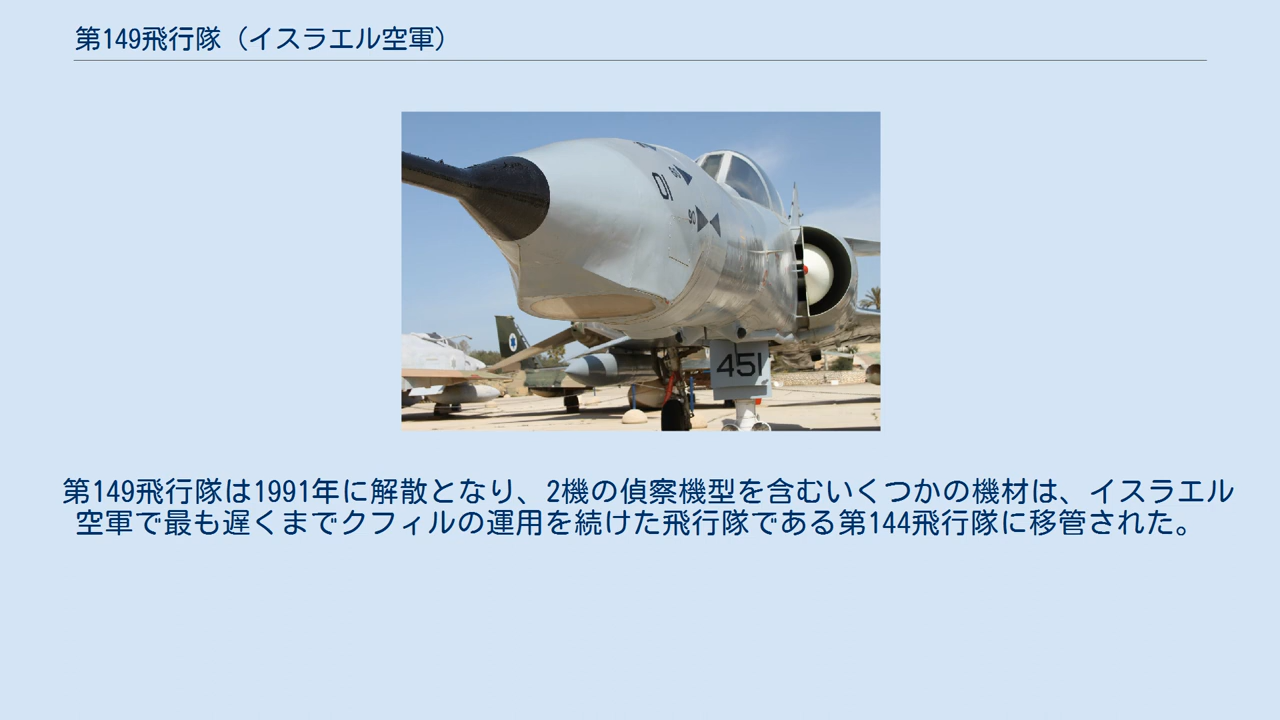 第149飛行隊（イスラエル空軍）
01
90
451
第149飛行隊は1991年に解散となり、2機の偵察機型を含むいくつかの機材は、イスラエル
空軍で最も遅くまでクフィルの運用を続けた飛行隊である第144飛行隊に移管された。